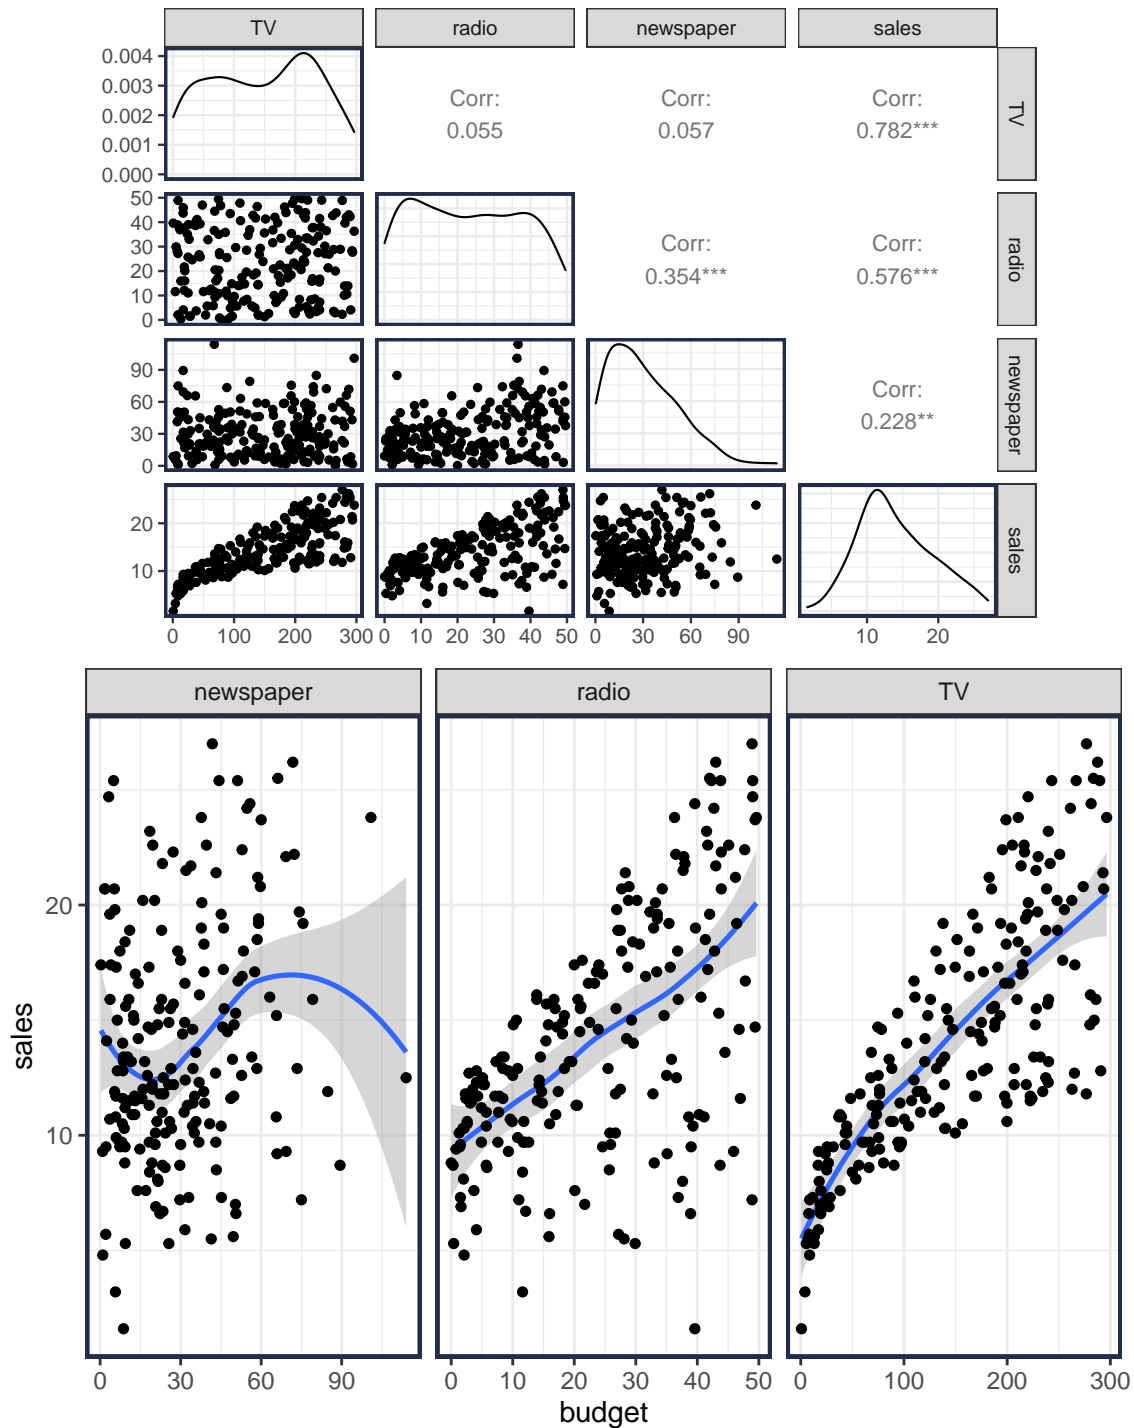 TV radio newspaper sales
0.004
0.003
0.002
0.001
0.000
Corr:
0.055
Corr:
0.057
Corr:
0.782***
TV
50
40
30
20
10
0
Corr:
0.354***
Corr:
0.576***
radio
90
60
30
0
Corr:
0.228**
newspaper
20
10
sales
0 100 200 300 0 10 20 30 40 50 0 30 60 90 10 20
newspaper radio TV
sales
20
10
0 30 60 90 0 10 20 30 40 50 0 100 200 300
budget